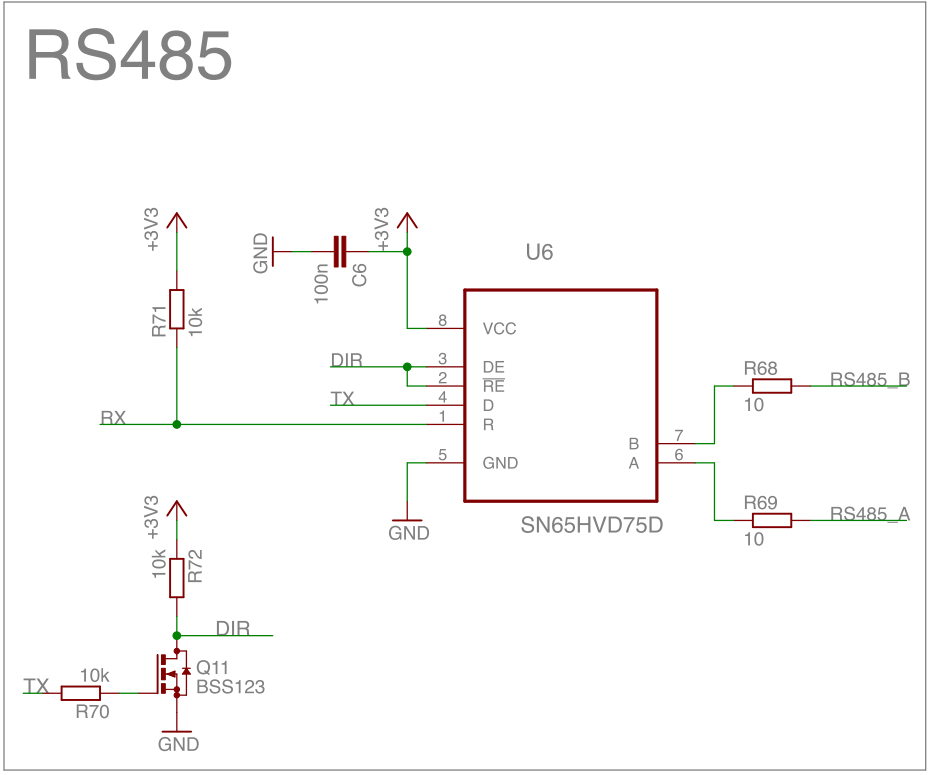 RS485
+3V3
R71
10k
GND
100n
C6
+3V3
U6
8 VCC
DIR 3 DE
2 RE
TX 4 D
RX 1 R
5 GND
GND
B 7
A 6
SN65HVD75D
R68
10
RS485_B
R69
10
RS485_A
+3V3
10k
R72
DIR
Q11
BSS123
TX
10k
R70
GND